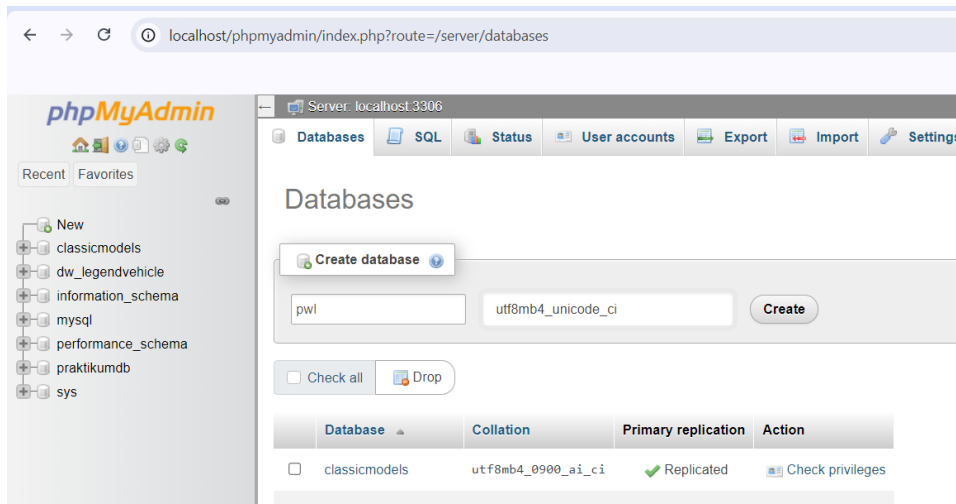 localhost/phpmyadmin/index.php?route=/server/databases
phpMyAdmin
Recent Favorites
New
classicmodels
dw_legendvehicle
information_schema
mysql
performance_schema
praktikumdb
sys
Server: localhost:3306
Databases SQL Status User accounts Export Import Settings
Databases
Create database
pwl utf8mb4_unicode_ci Create
Check all Drop
Database Collation Primary replication Action
classicmodels utf8mb4_0900_ai_ci Replicated Check privileges